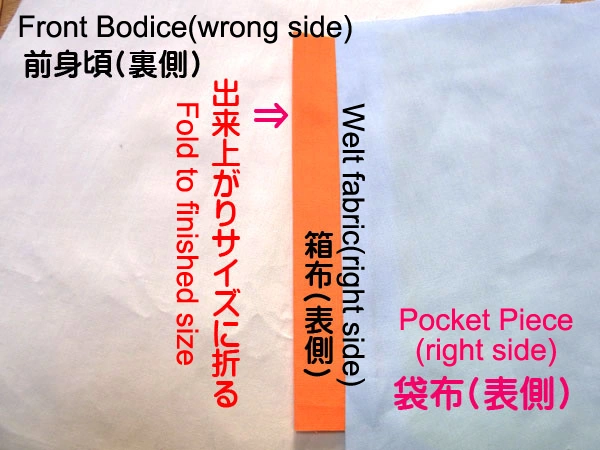 Front Bodice(wrong side)
前身頃(裏側)
出来上がりサイズに折る
Fold to finished size
⇒
Welt fabric(right side)
箱布(表側)
Pocket Piece
(right side)
袋布(表側)